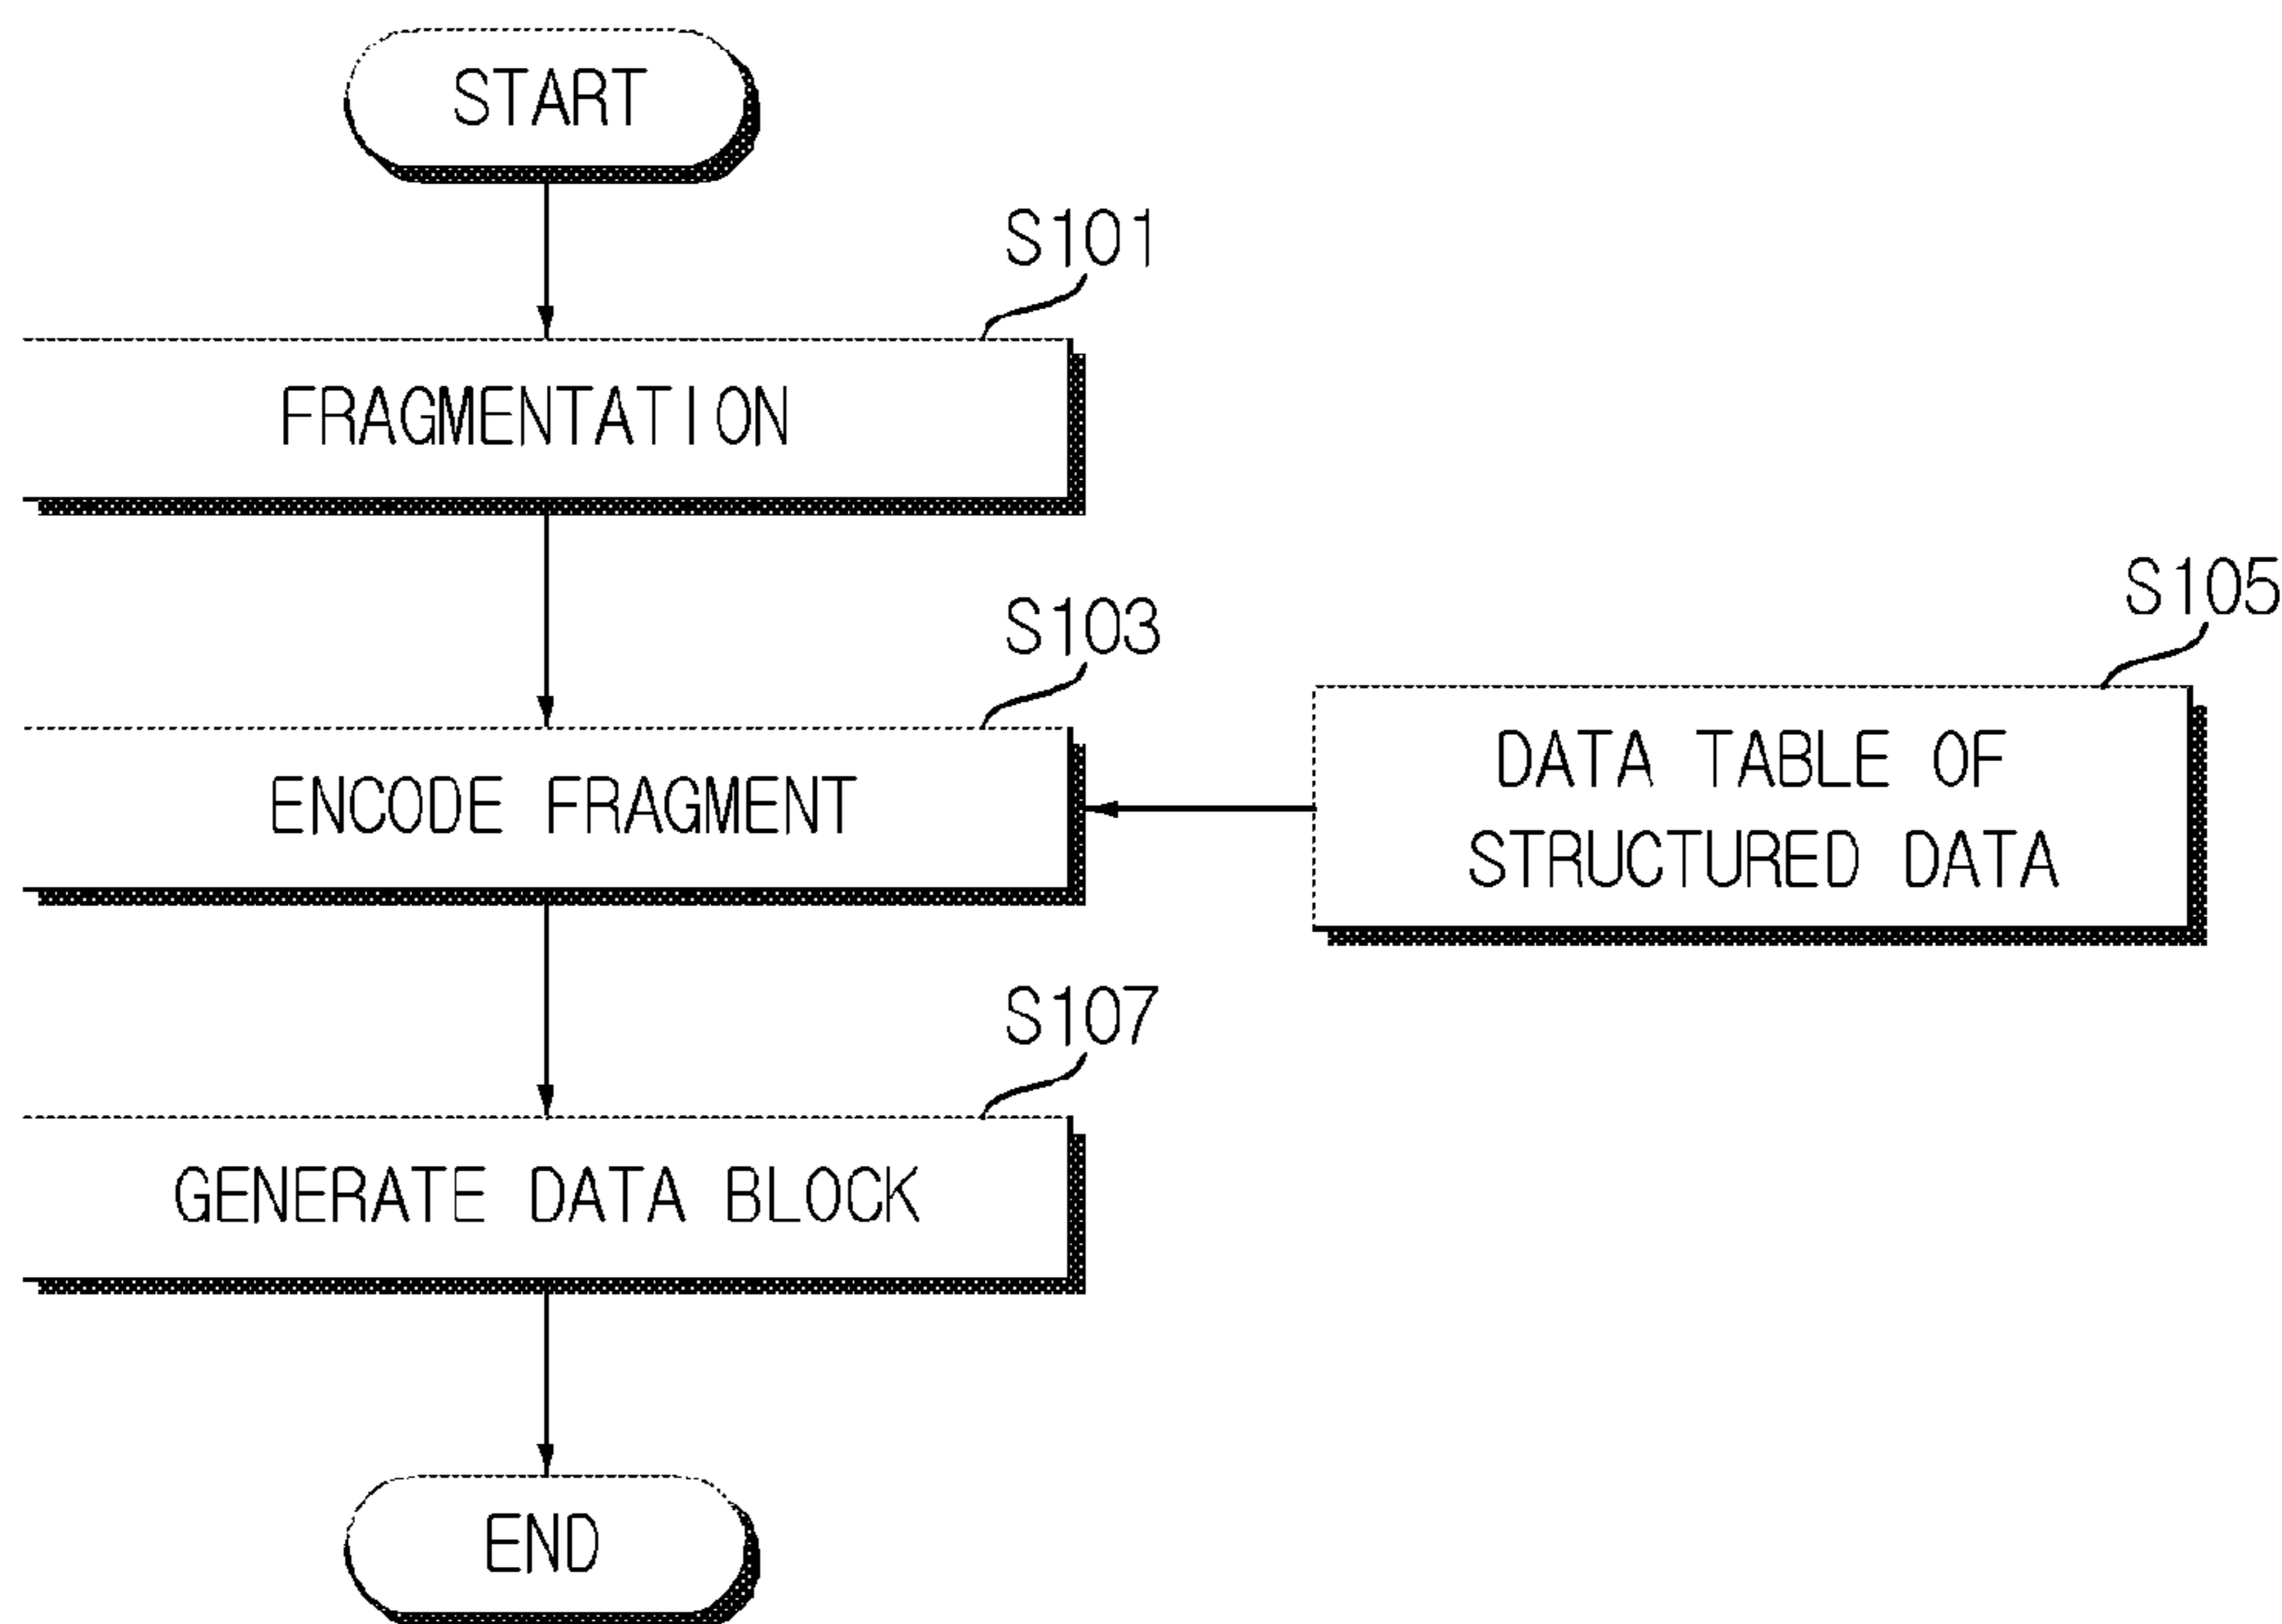 START
S101
FRAGMENTATION
S103
ENCODE FRAGMENT
S105
DATA TABLE OF
STRUCTURED DATA
S107
GENERATE DATA BLOCK
END